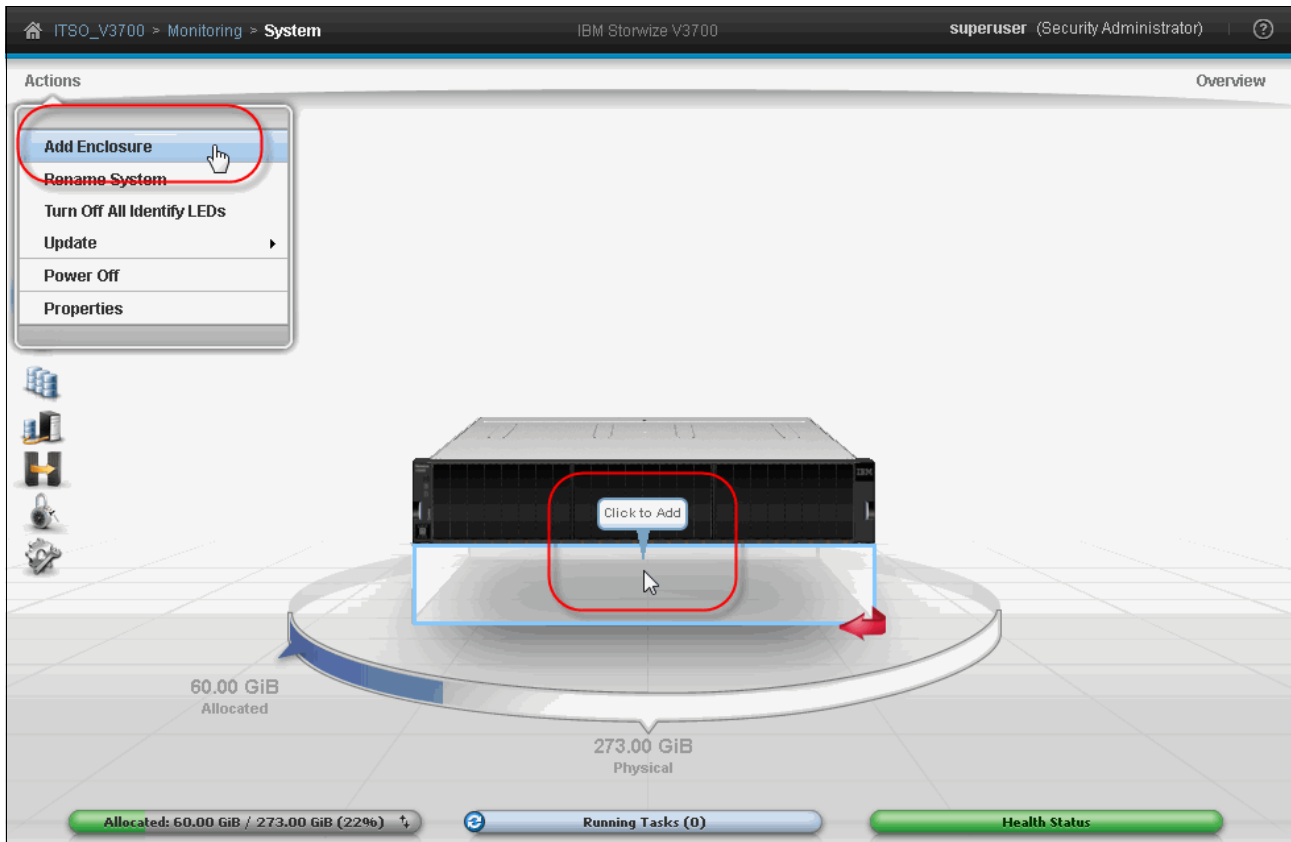 ITSO_V3700 > Monitoring > System
IBM Storwize V3700
superuser (Security Administrator)
?
Actions
Overview
Add Enclosure
Rename System
Turn Off All Identify LEDs
Update
Power Off
Properties
IBM
Click to Add
60.00 GiB
Allocated
273.00 GiB
Physical
Allocated: 60.00 GiB / 273.00 GiB (22%)
Running Tasks (0)
Health Status